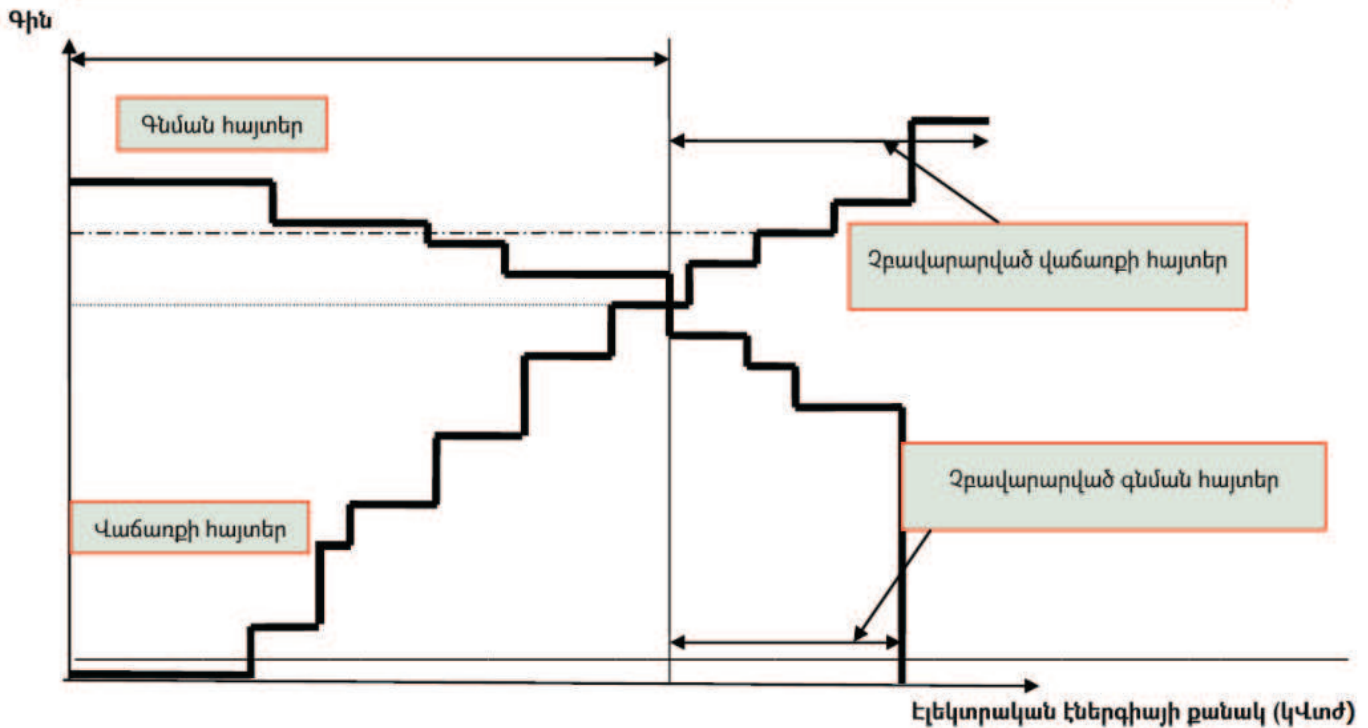 Գին
Գնման հայտեր
Չբավարարված վաճառքի հայտեր
Չբավարարված գնման հայտեր
Վաճառքի հայտեր
Էլեկտրական էներգիայի քանակ (կՎտժ)